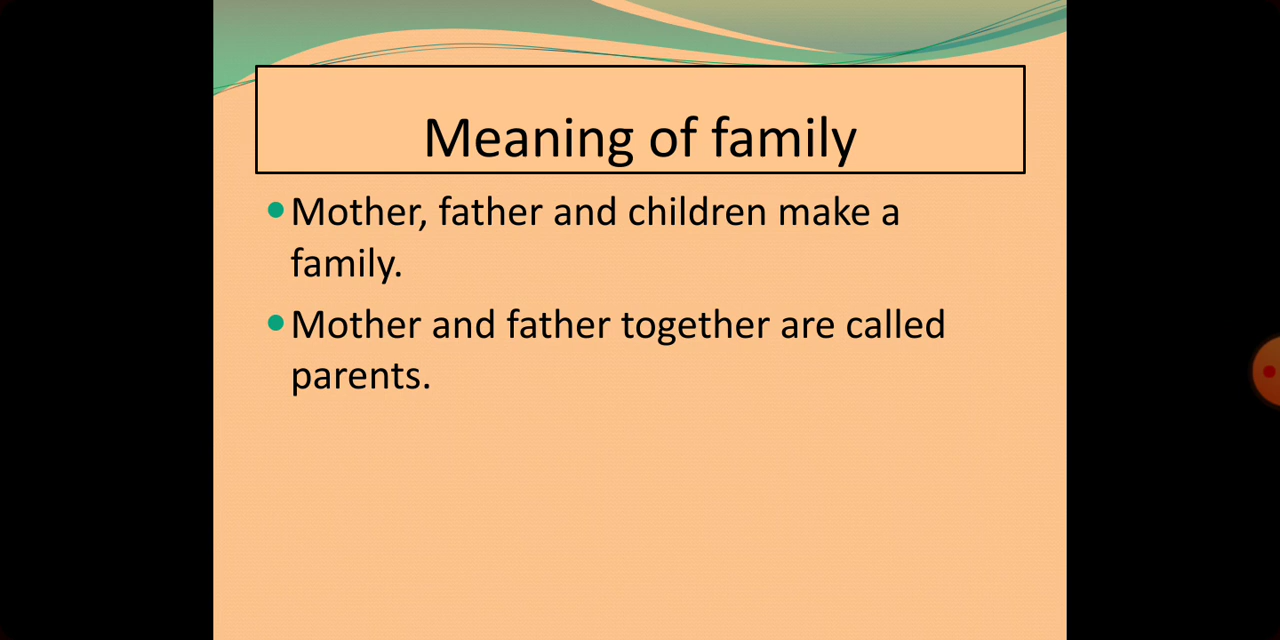 Meaning of family
Mother, father and children make a
family.
Mother and father together are called
parents.